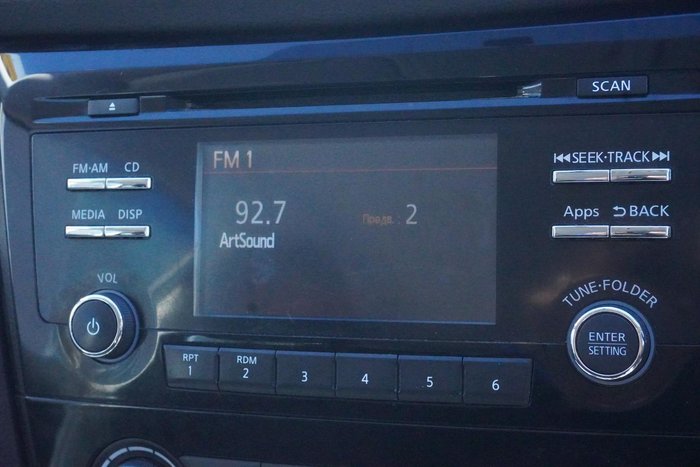 SCAN
FM 1
FM·AM CD
SEEK·TRACK
92.7 Предв. 2
MEDIA DISP
Apps BACK
ArtSound
VOL
TUNE·FOLDER
RPT 1
RDM 2
3
4
5
6
ENTER
SETTING